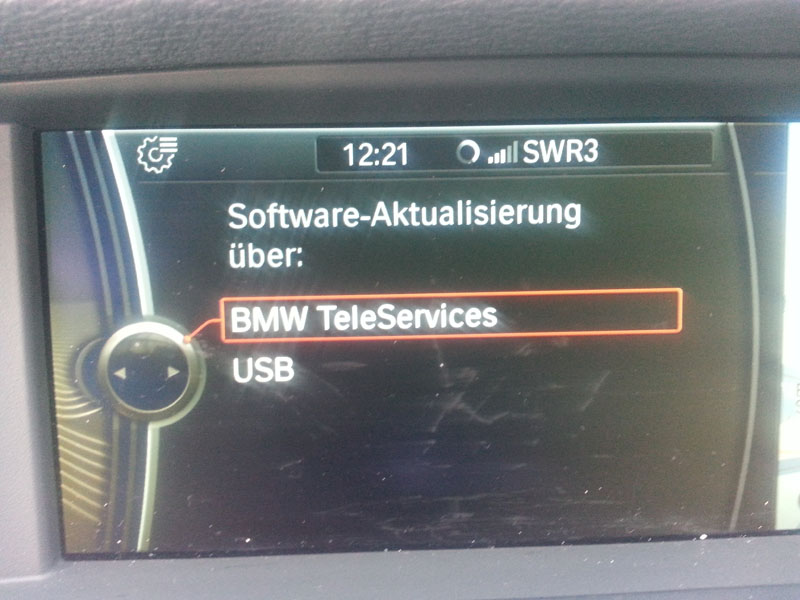 12:21 SWR3
Software-Aktualisierung
über:
BMW TeleServices
USB